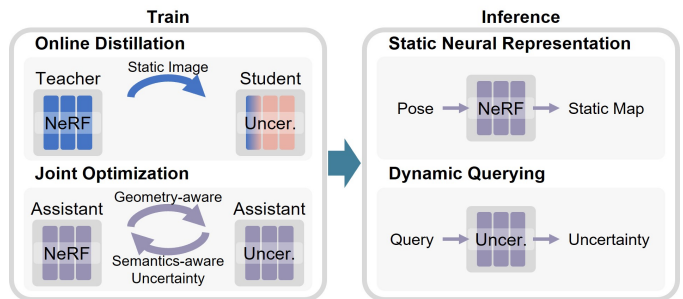 Train
Online Distillation
Teacher
Static Image
Student
NeRF
Uncer.
Joint Optimization
Assistant
Geometry-aware
Assistant
NeRF
Uncer.
Semantics-aware
Uncertainty
Inference
Static Neural Representation
Pose
NeRF
Static Map
Dynamic Querying
Query
Uncer.
Uncertainty